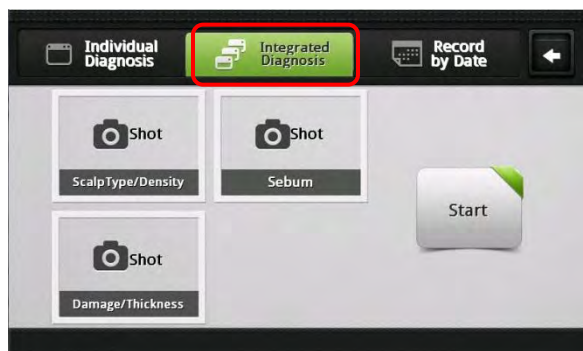 Individual
Diagnosis
Integrated
Diagnosis
Record
by Date
Shot
ScalpType/Density
Shot
Sebum
Shot
Damage/Thickness
Start